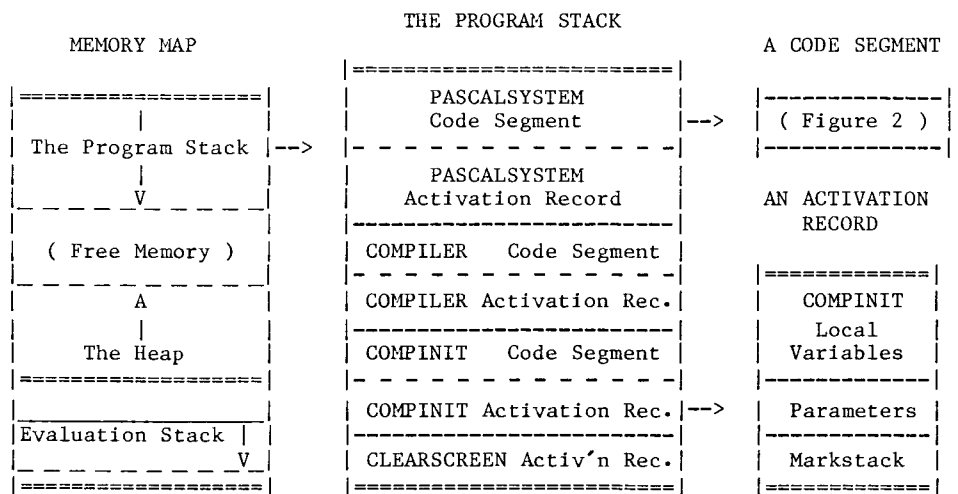 THE PROGRAM STACK
MEMORY MAP
A CODE SEGMENT
PASCALSYSTEM
Code Segment
-->
( Figure 2 )
The Program Stack
-->
V
PASCALSYSTEM
Activation Record
AN ACTIVATION
RECORD
( Free Memory )
COMPILER Code Segment
A
COMPILER Activation Rec.
COMPINIT
Local
Variables
The Heap
COMPINIT Code Segment
COMPINIT Activation Rec.
-->
Parameters
Evaluation Stack
V
CLEARSCREEN Activ'n Rec.
Markstack